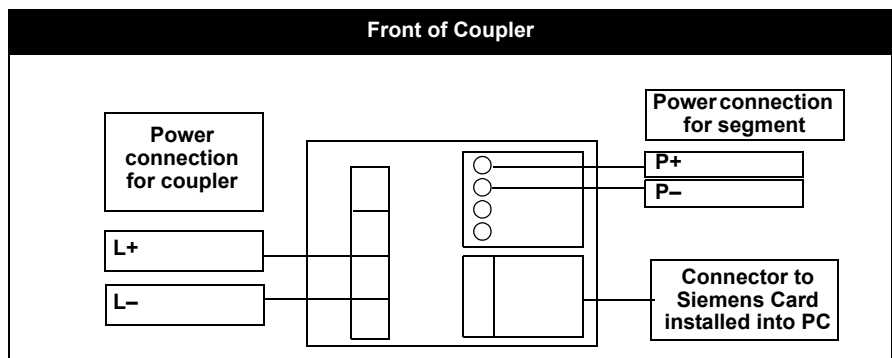 Front of Coupler
Power
connection
for coupler
L+
L–
Power connection
for segment
P+
P–
Connector to
Siemens Card
installed into PC